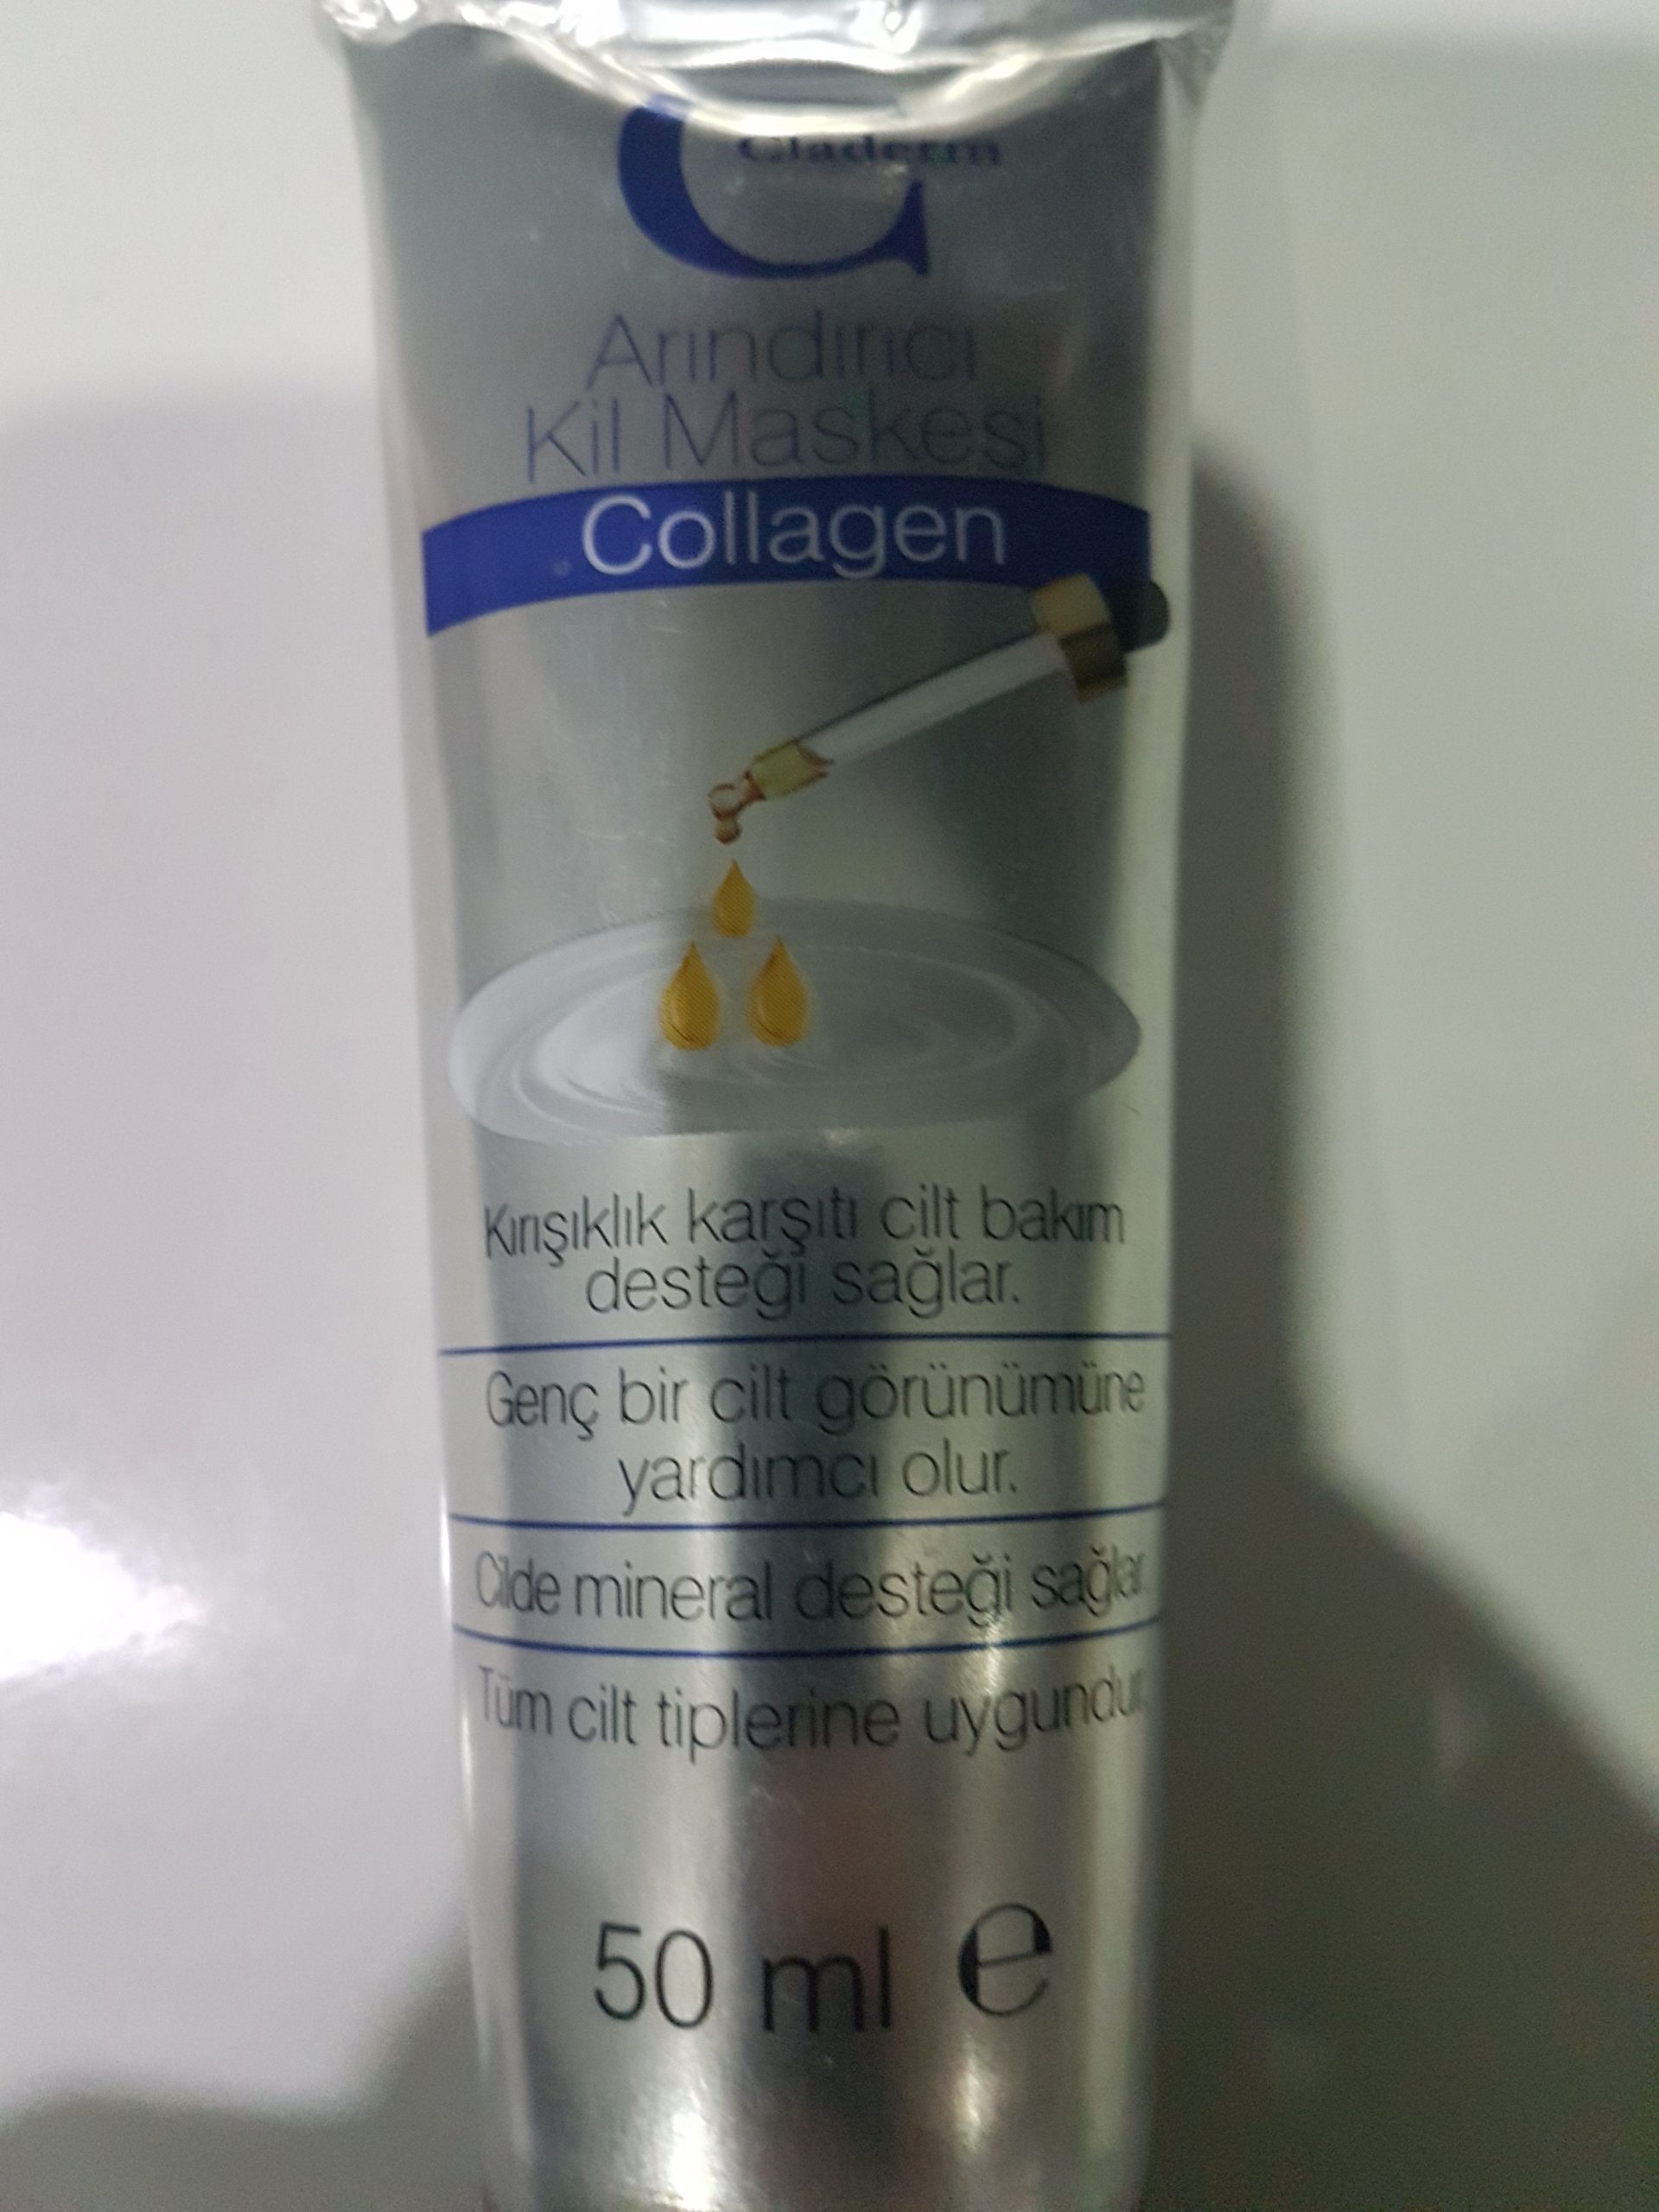 C
Claderm
Arındırıcı
Kil Maskesi
Collagen
Kırışıklık karşıtı cilt bakım
desteği sağlar.
Genç bir cilt görünümüne
yardımcı olur.
Cilde mineral desteği sağlar
Tüm cilt tiplerine uygundur.
50 ml e